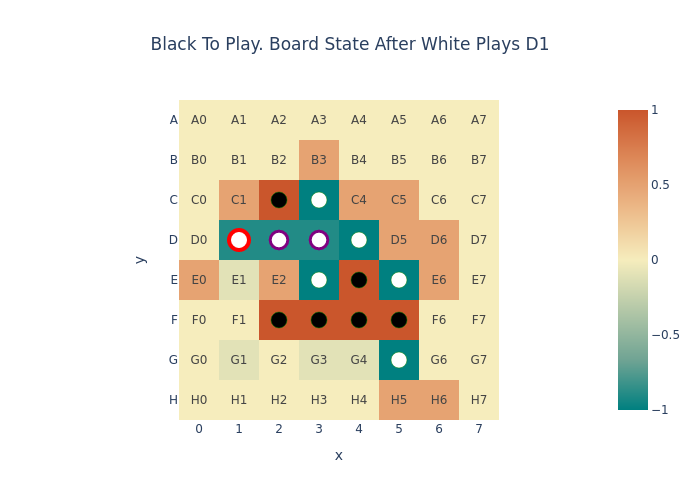 Black To Play. Board State After White Plays D1
A A0 A1 A2 A3 A4 A5 A6 A7
B B0 B1 B2 B3 B4 B5 B6 B7
C C0 C1 C4 C5 C6 C7
D D0 D5 D6 D7
E E0 E1 E2 E6 E7
F F0 F1 F6 F7
G G0 G1 G2 G3 G4 G6 G7
H H0 H1 H2 H3 H4 H5 H6 H7
0 1 2 3 4 5 6 7
x
y
1
0.5
0
−0.5
−1